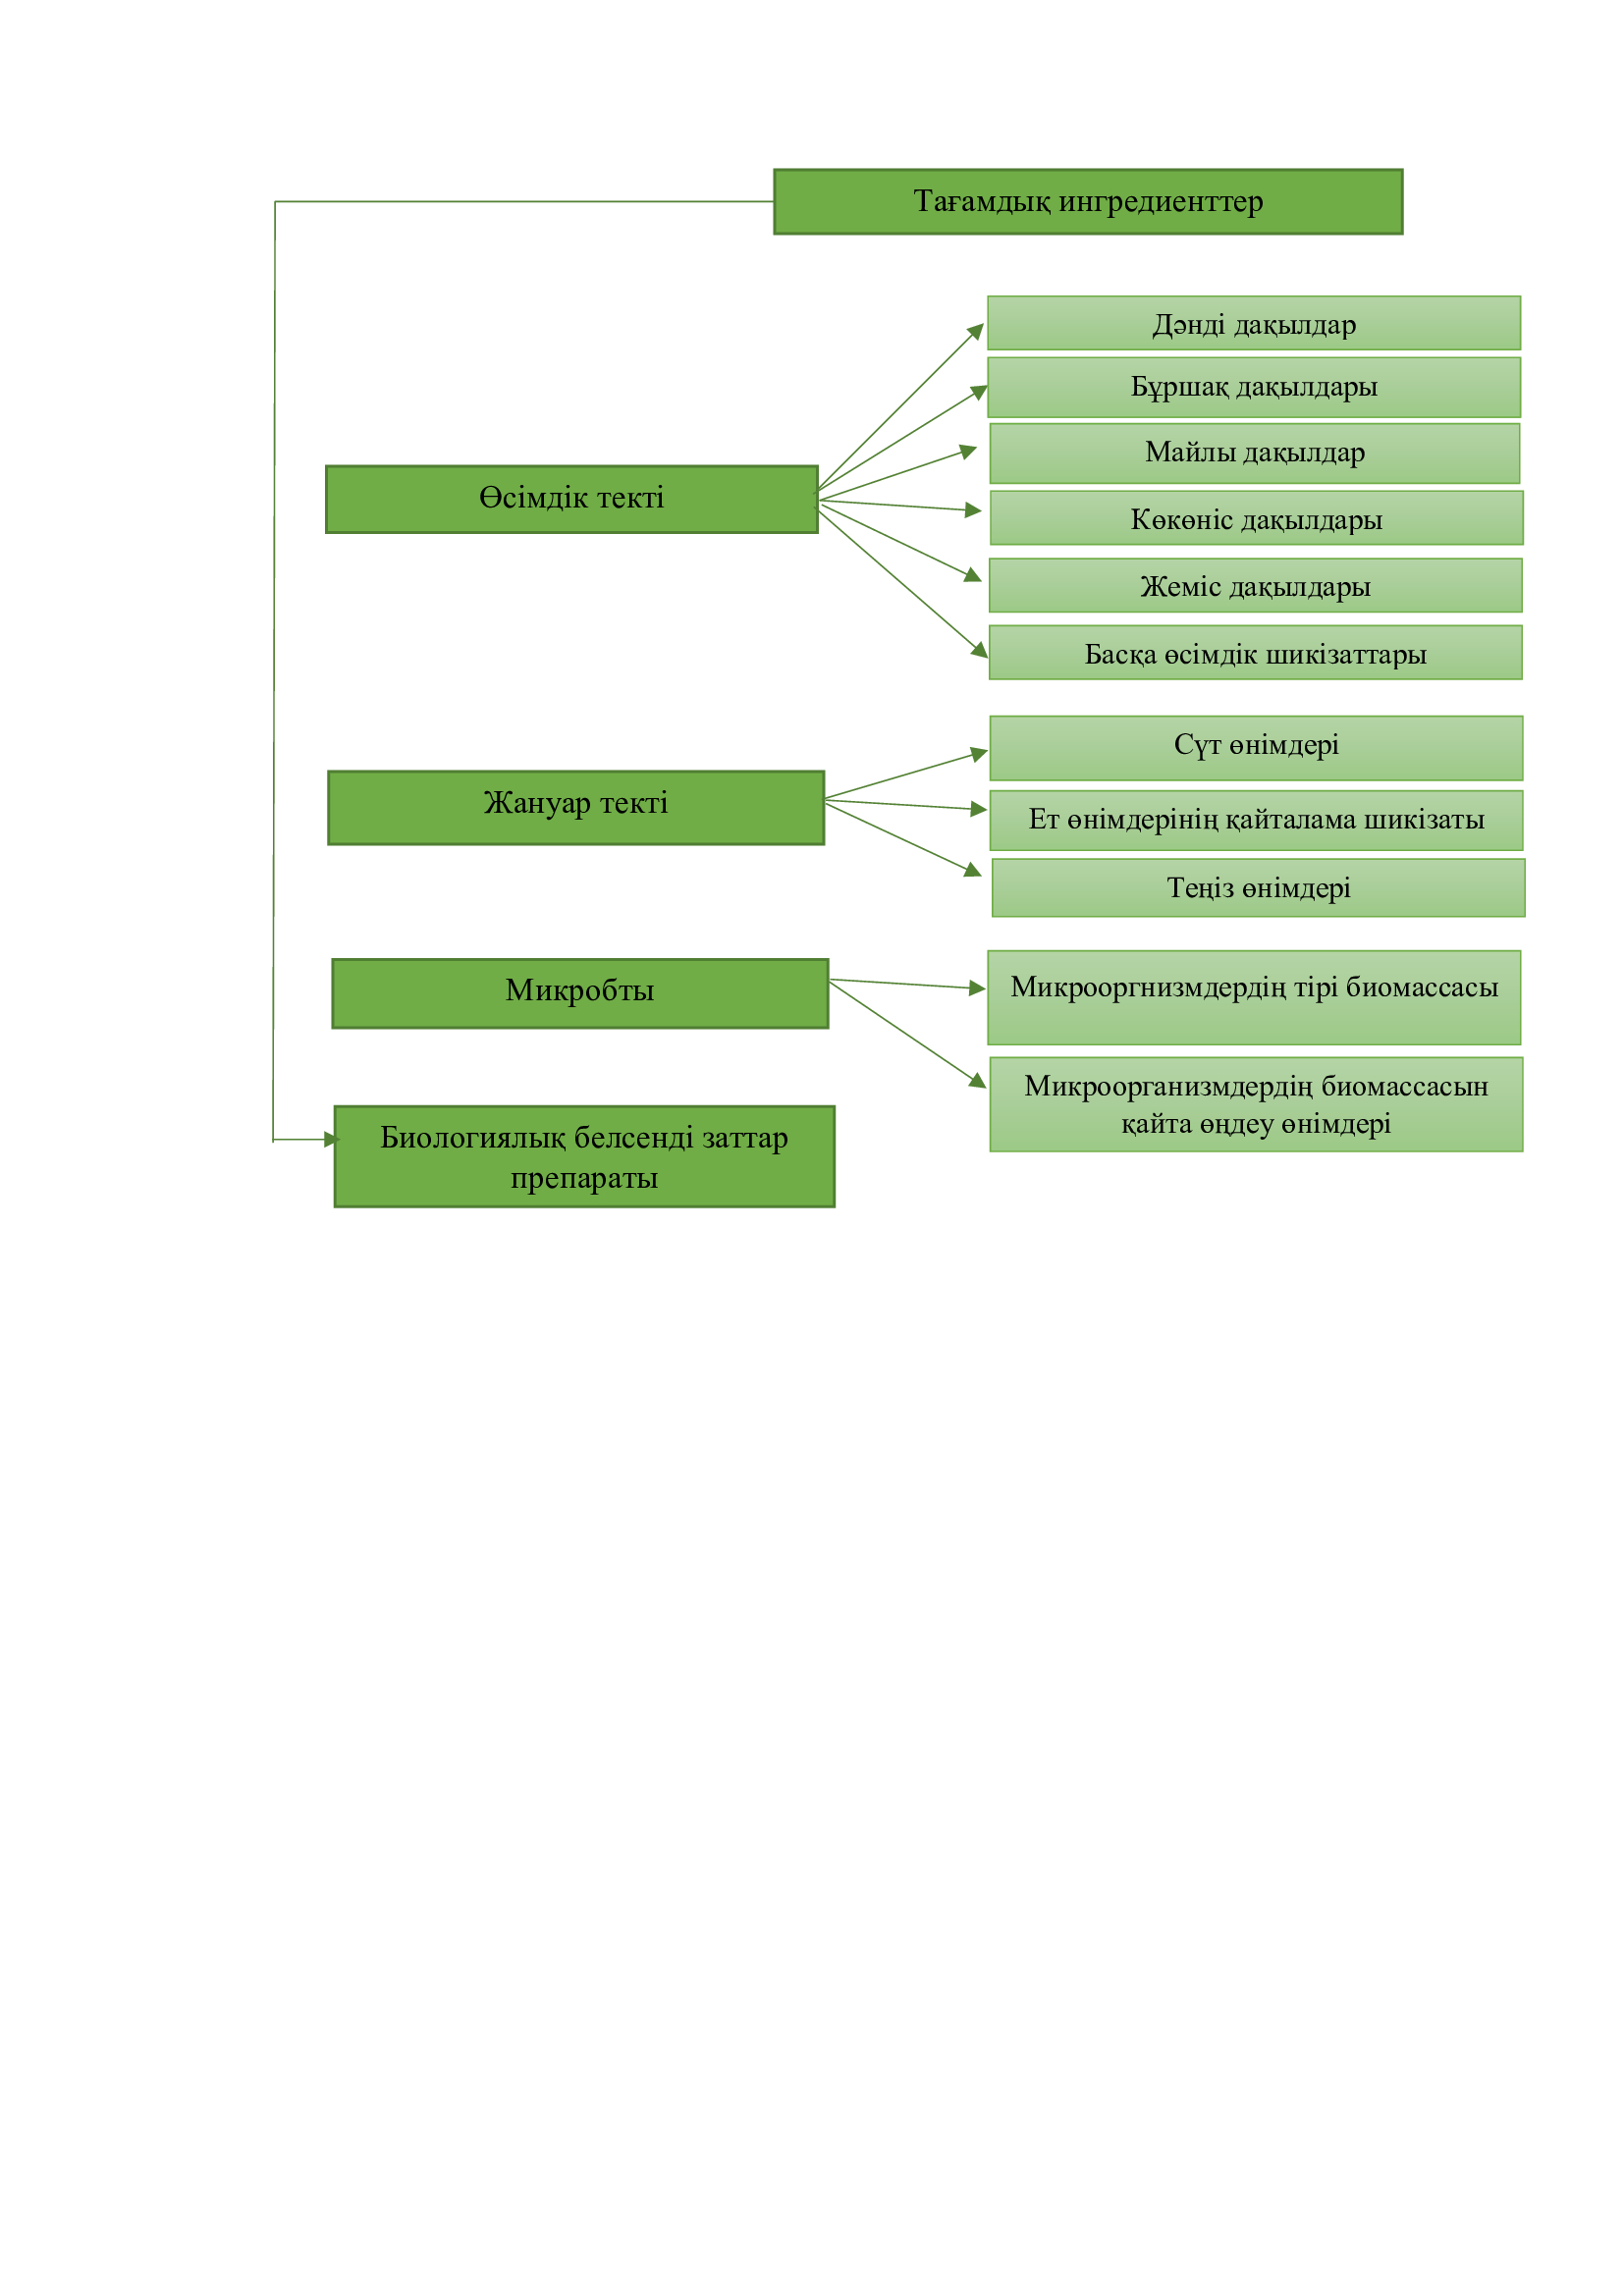 Тағамдық ингредиенттер
Өсімдік текті
Дәнді дақылдар
Бұршақ дақылдары
Майлы дақылдар
Көкөніс дақылдары
Жеміс дақылдары
Басқа өсімдік шикізаттары
Жануар текті
Сүт өнімдері
Ет өнімдерінің қайталама шикізаты
Теңіз өнімдері
Микробты
Микрооргнизмдердің тірі биомассасы
Микроорганизмдердің биомассасын
қайта өңдеу өнімдері
Биологиялық белсенді заттар
препараты